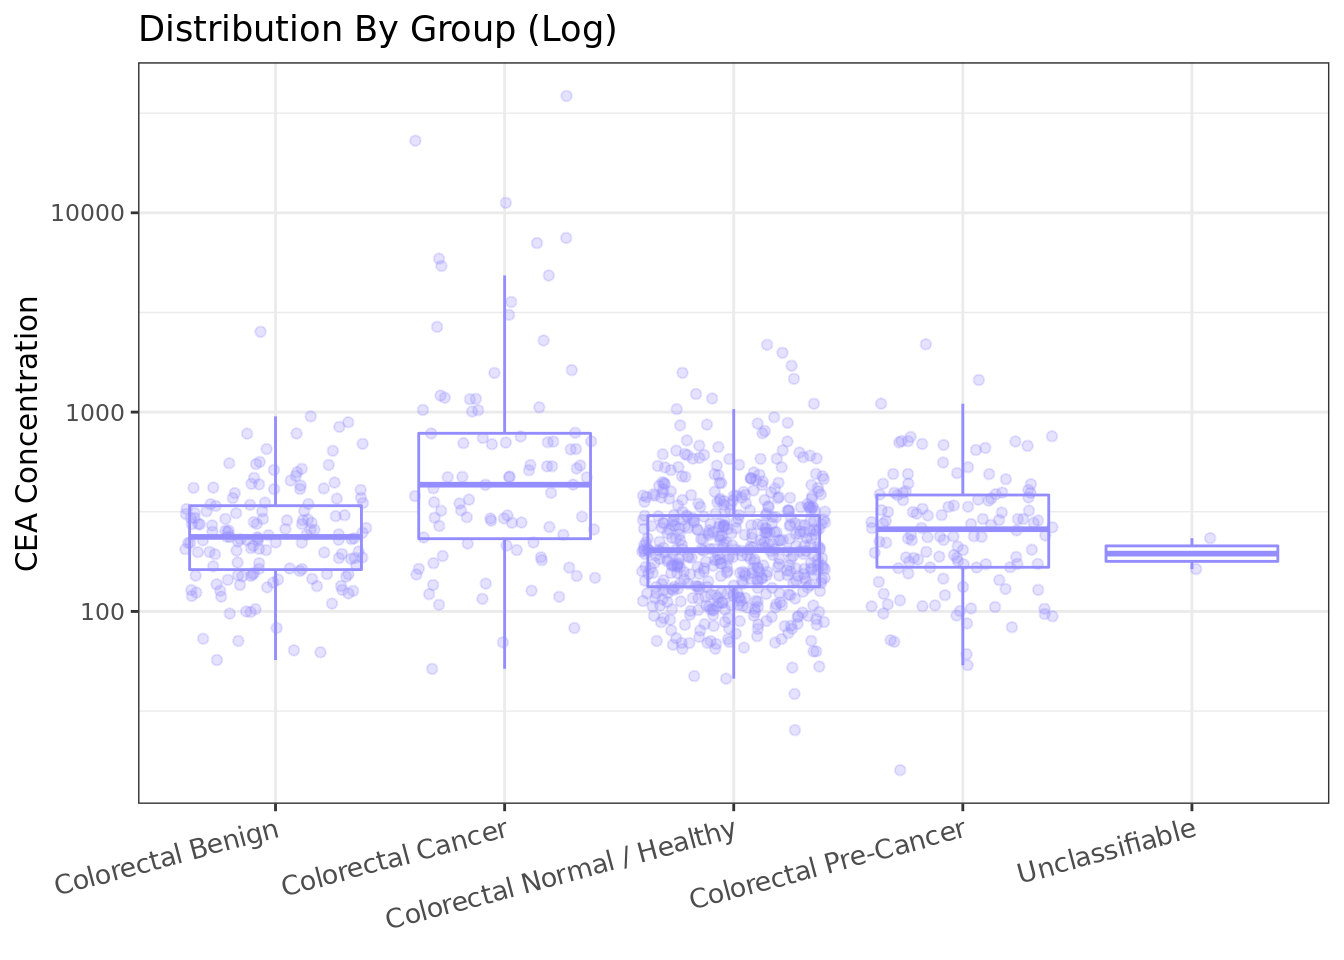 Distribution By Group (Log)
CEA Concentration
10000
1000
100
Colorectal Benign
Colorectal Cancer
Colorectal Normal / Healthy
Colorectal Pre-Cancer
Unclassifiable